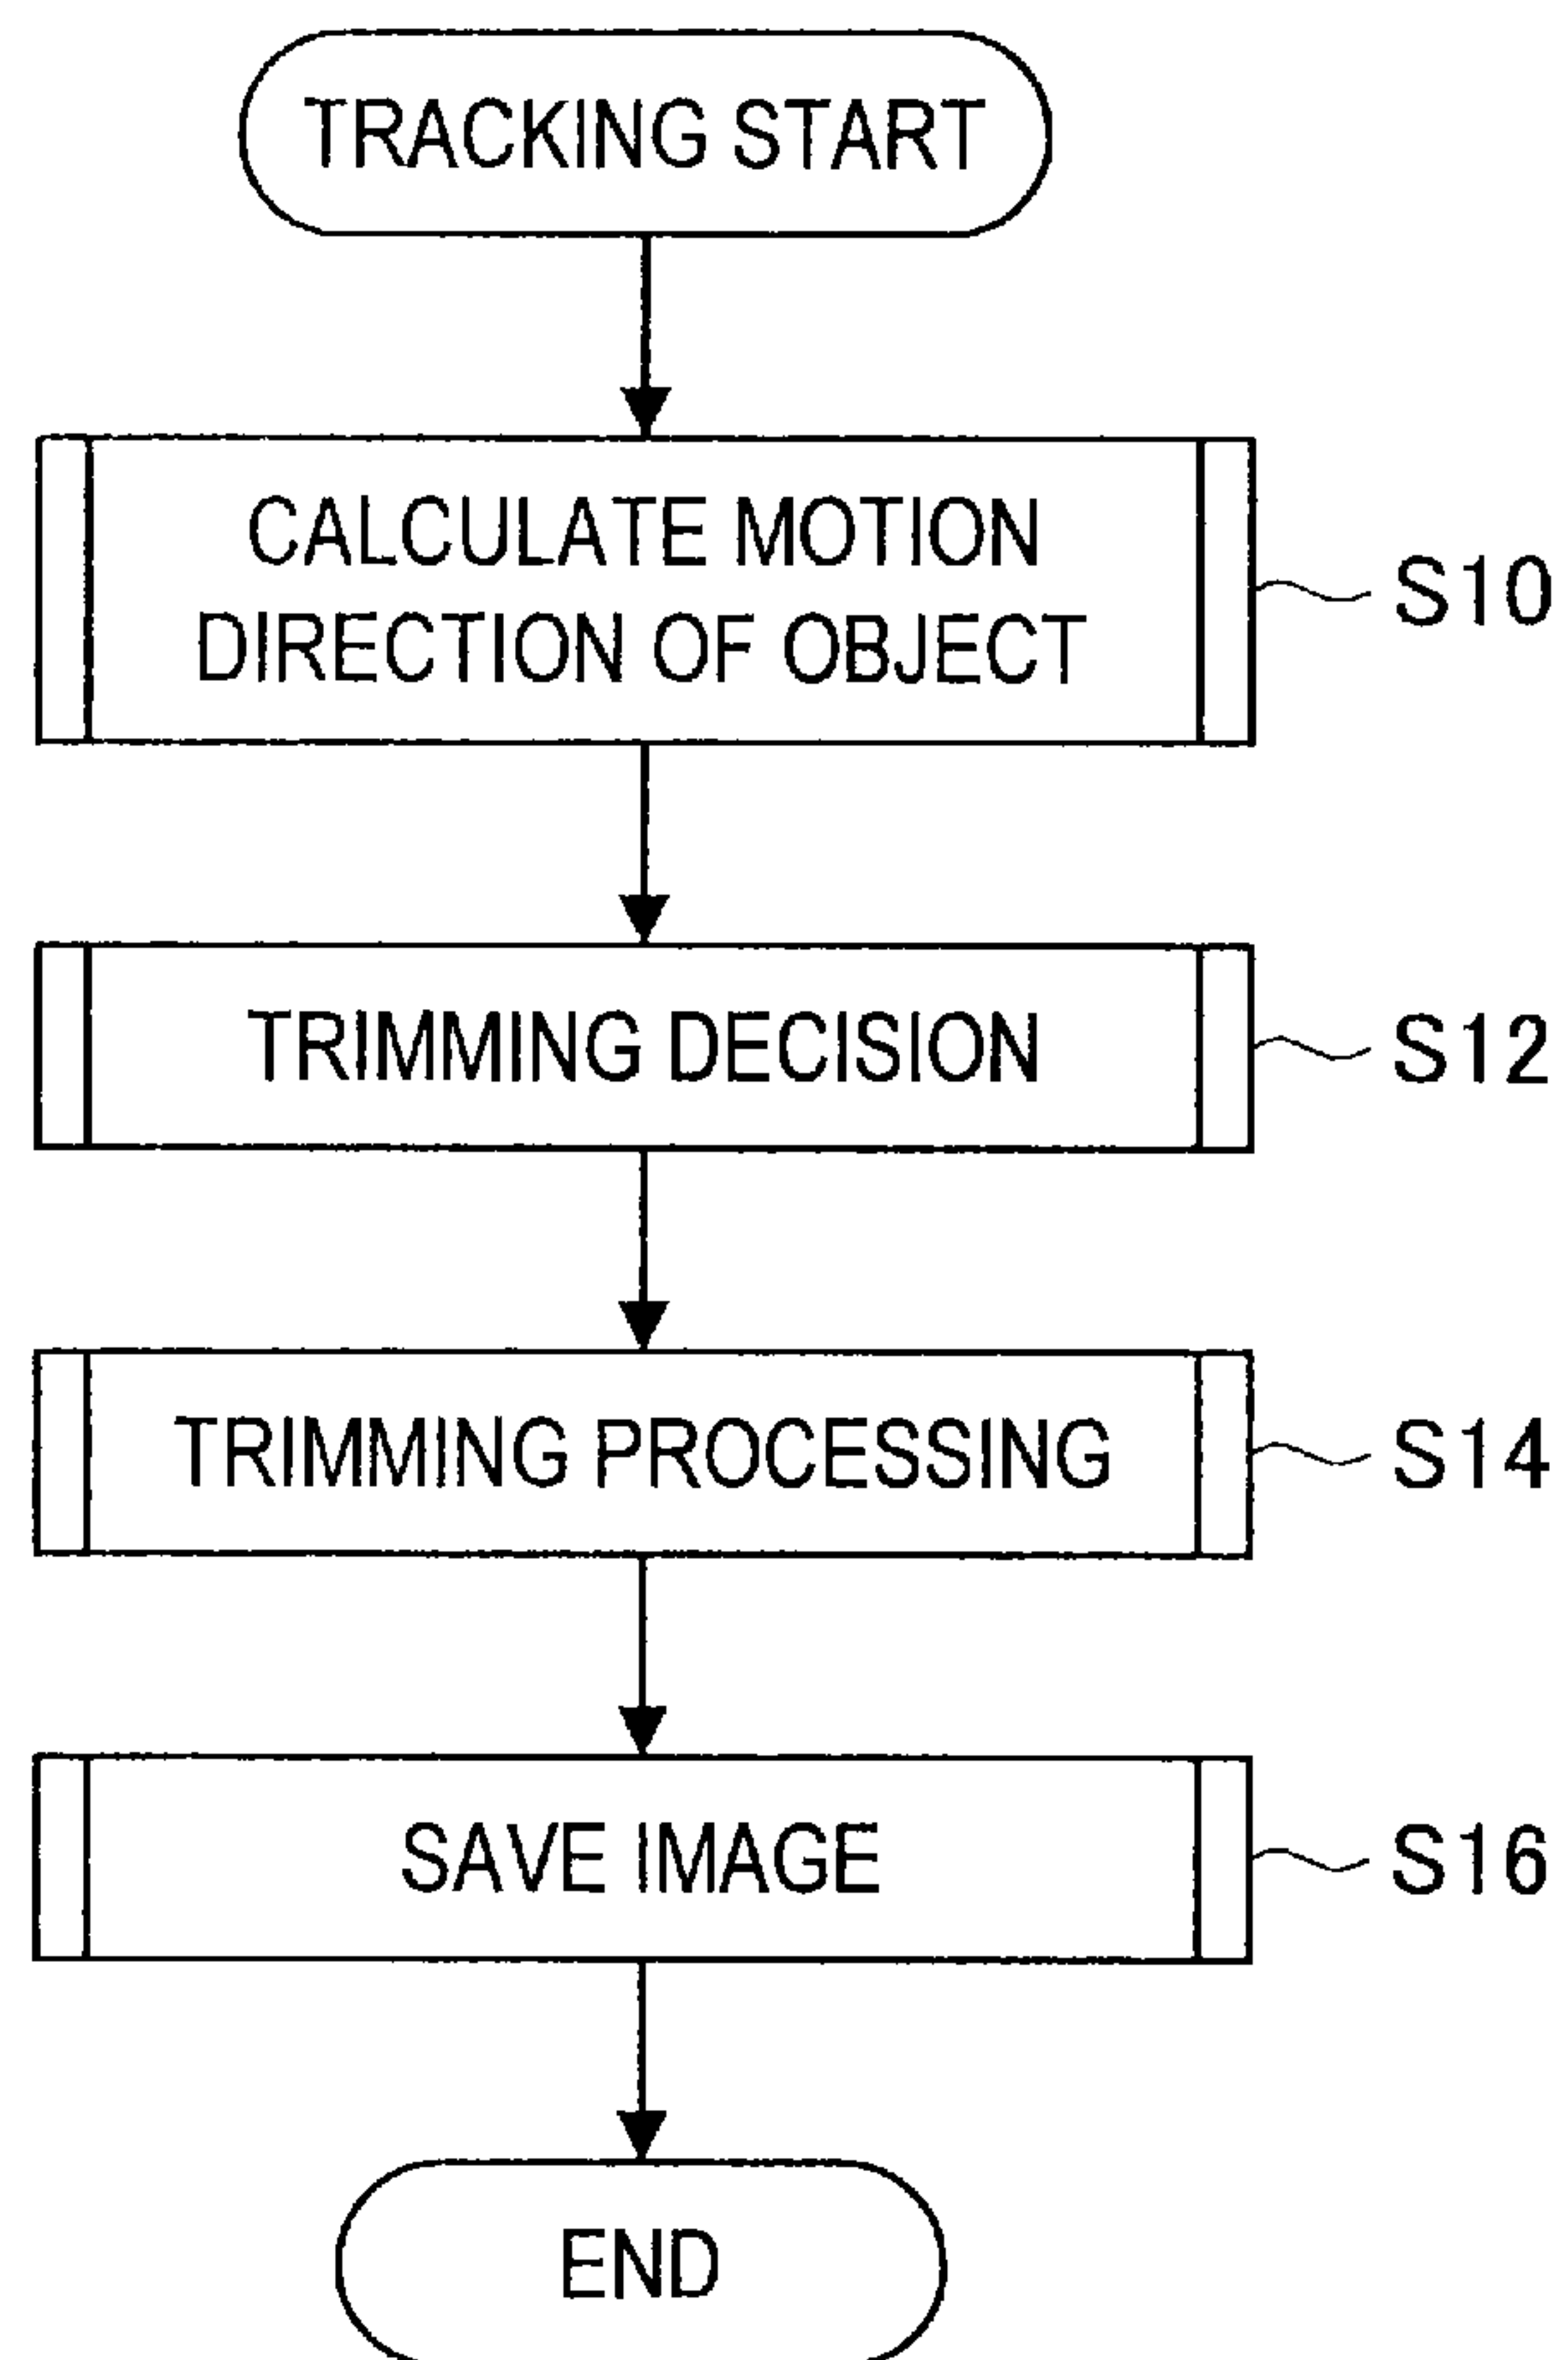 TRACKING START
CALCULATE MOTION
DIRECTION OF OBJECT
S10
TRIMMING DECISION
S12
TRIMMING PROCESSING
S14
SAVE IMAGE
S16
END